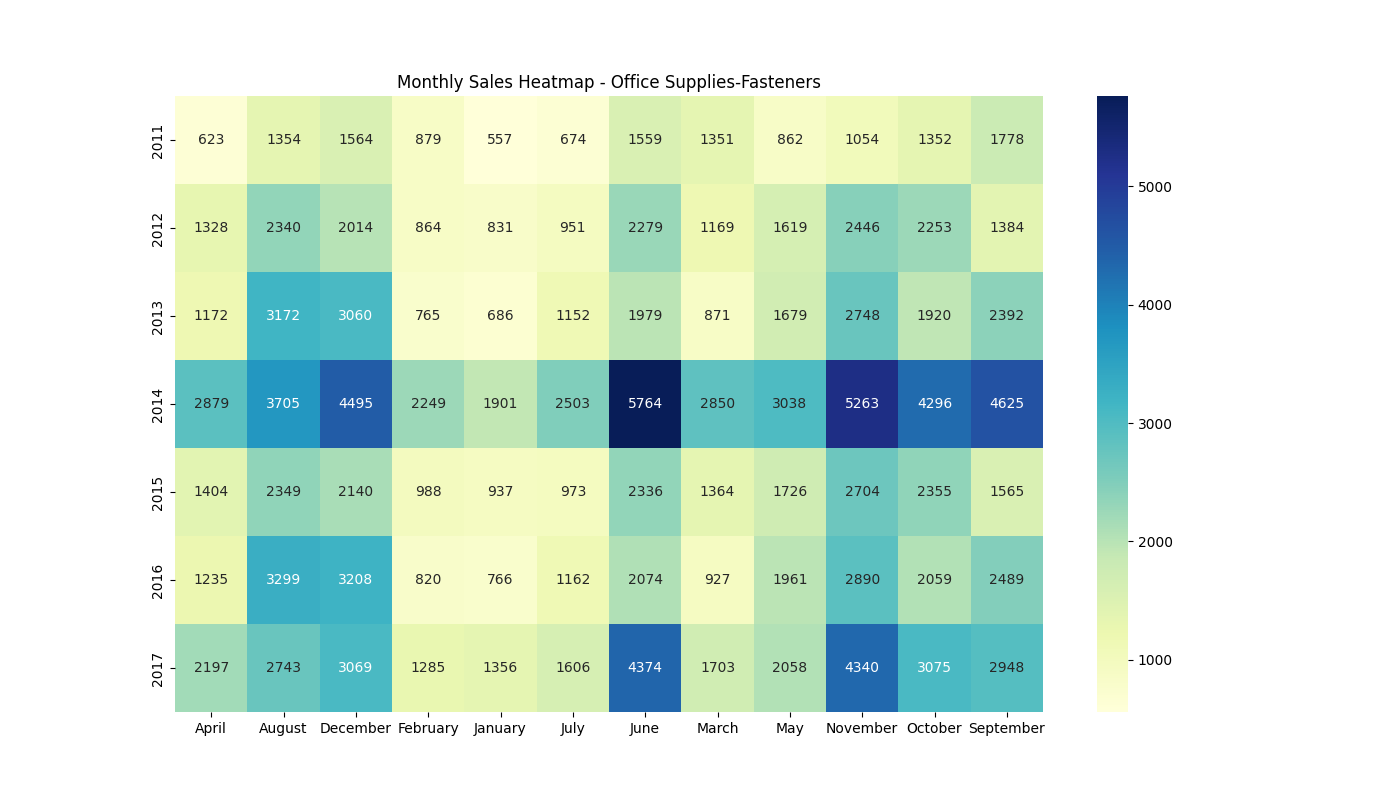 Monthly Sales Heatmap - Office Supplies-Fasteners
2011 623 1354 1564 879 557 674 1559 1351 862 1054 1352 1778
2012 1328 2340 2014 864 831 951 2279 1169 1619 2446 2253 1384
2013 1172 3172 3060 765 686 1152 1979 871 1679 2748 1920 2392
2014 2879 3705 4495 2249 1901 2503 5764 2850 3038 5263 4296 4625
2015 1404 2349 2140 988 937 973 2336 1364 1726 2704 2355 1565
2016 1235 3299 3208 820 766 1162 2074 927 1961 2890 2059 2489
2017 2197 2743 3069 1285 1356 1606 4374 1703 2058 4340 3075 2948
April August December February January July June March May November October September
5000
4000
3000
2000
1000